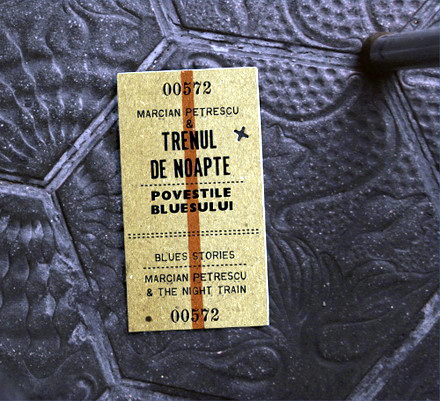 00572
MARCIAN PETRESCU
&
TRENUL
DE NOAPTE
POVESTILE
BLUESULUI
BLUES STORIES
MARCIAN PETRESCU
& THE NIGHT TRAIN
00572